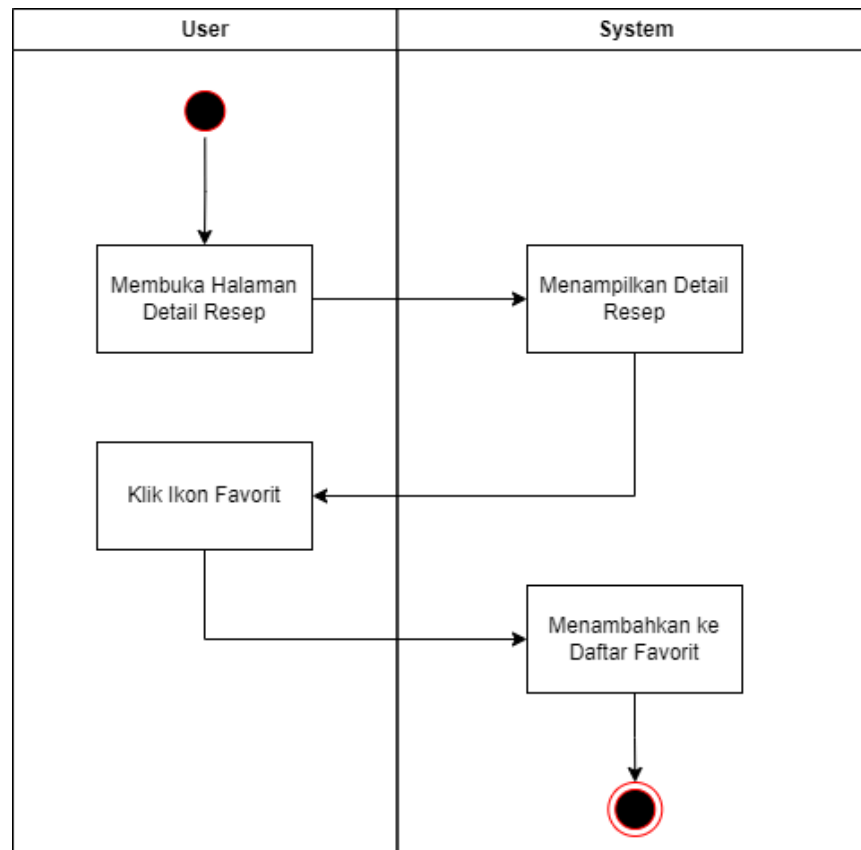 User
System
Membuka Halaman
Detail Resep
Menampilkan Detail
Resep
Klik Ikon Favorit
Menambahkan ke
Daftar Favorit